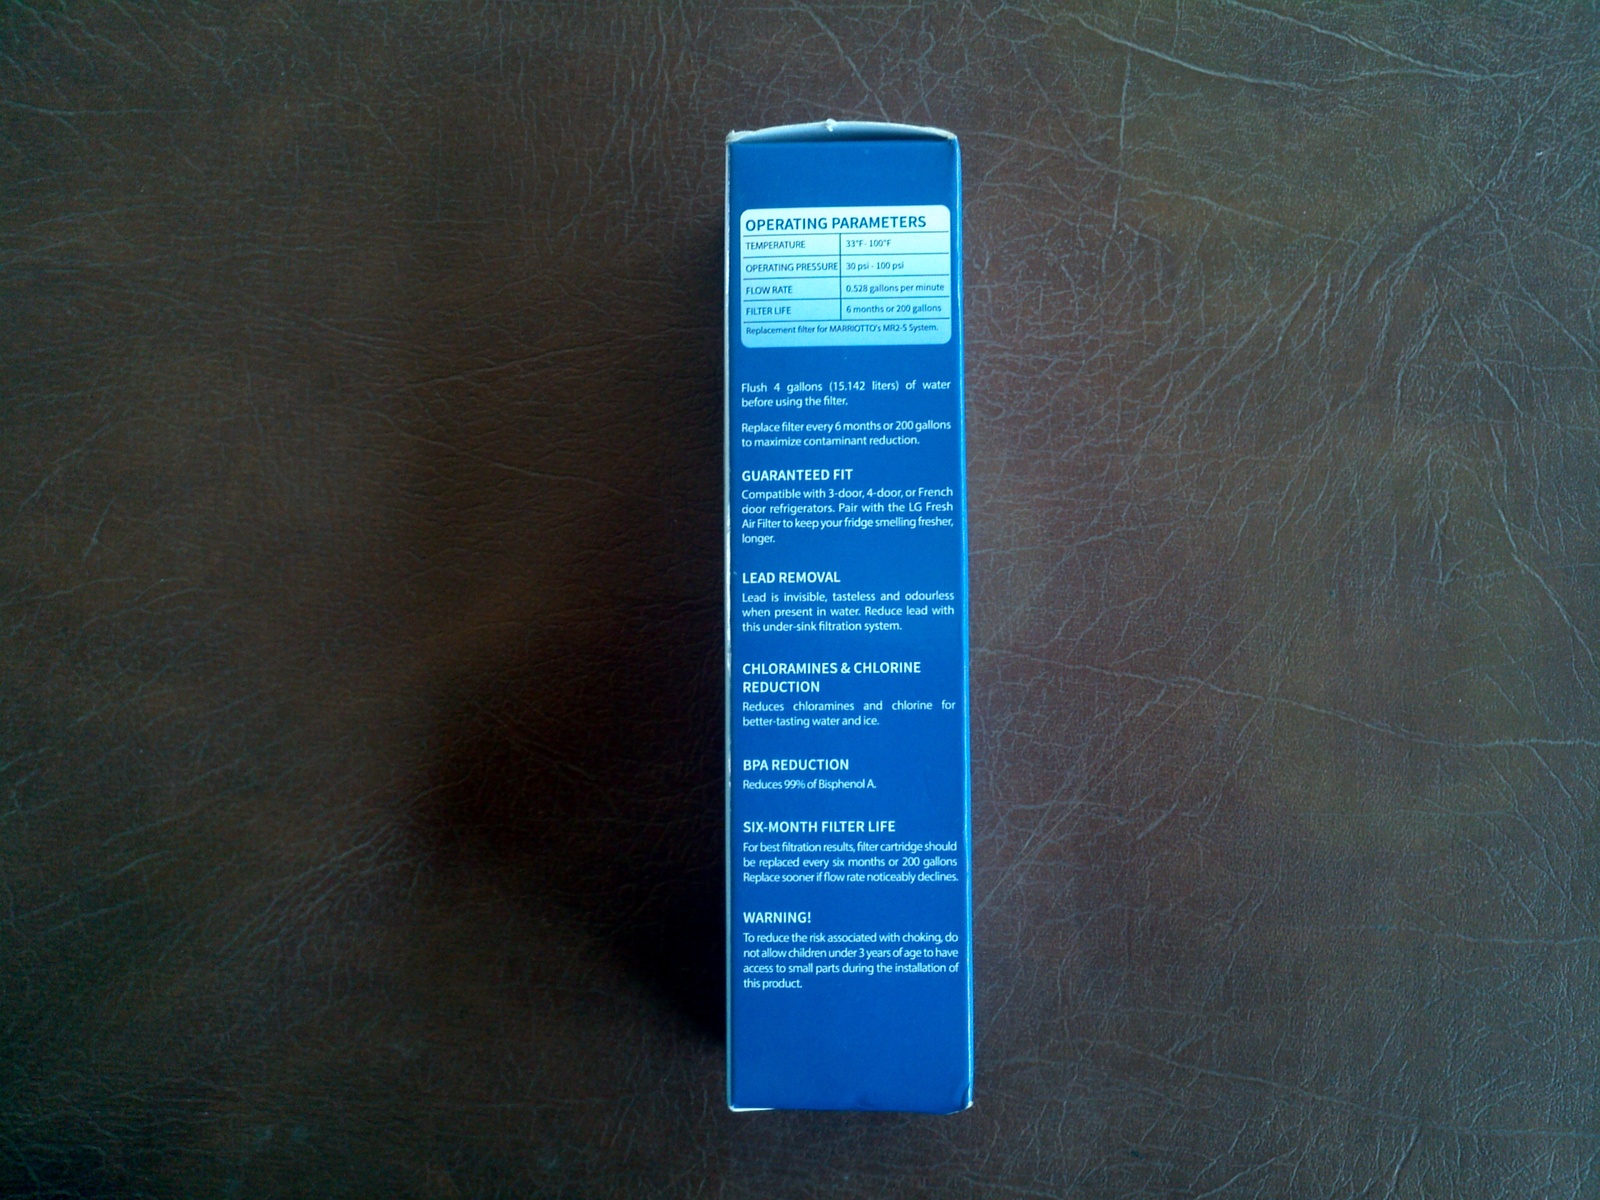 OPERATING PARAMETERS
TEMPERATURE 33°F- 100°F
OPERATING PRESSURE 30 psi - 100 psi
FLOW RATE 0.528 gallons per minute
FILTER LIFE 6 months or 200 gallons
Replacement filter for MARRIOTTO's MR2-5 System.
Flush 4 gallons (15.142 liters) of water
before using the filter.
Replace filter every 6 months or 200 gallons
to maximize contaminant reduction.
GUARANTEED FIT
Compatible with 3-door, 4-door, or French
door refrigerators. Pair with the LG Fresh
Air Filter to keep your fridge smelling fresher,
longer.
LEAD REMOVAL
Lead is invisible, tasteless and odourless
when present in water. Reduce lead with
this under-sink filtration system.
CHLORAMINES & CHLORINE
REDUCTION
Reduces chloramines and chlorine for
better-tasting water and ice.
BPA REDUCTION
Reduces 99% of Bisphenol A.
SIX-MONTH FILTER LIFE
For best filtration results, filter cartridge should
be replaced every six months or 200 gallons
Replace sooner if flow rate noticeably declines.
WARNING!
To reduce the risk associated with choking, do
not allow children under 3 years of age to have
access to small parts during the installation of
this product.